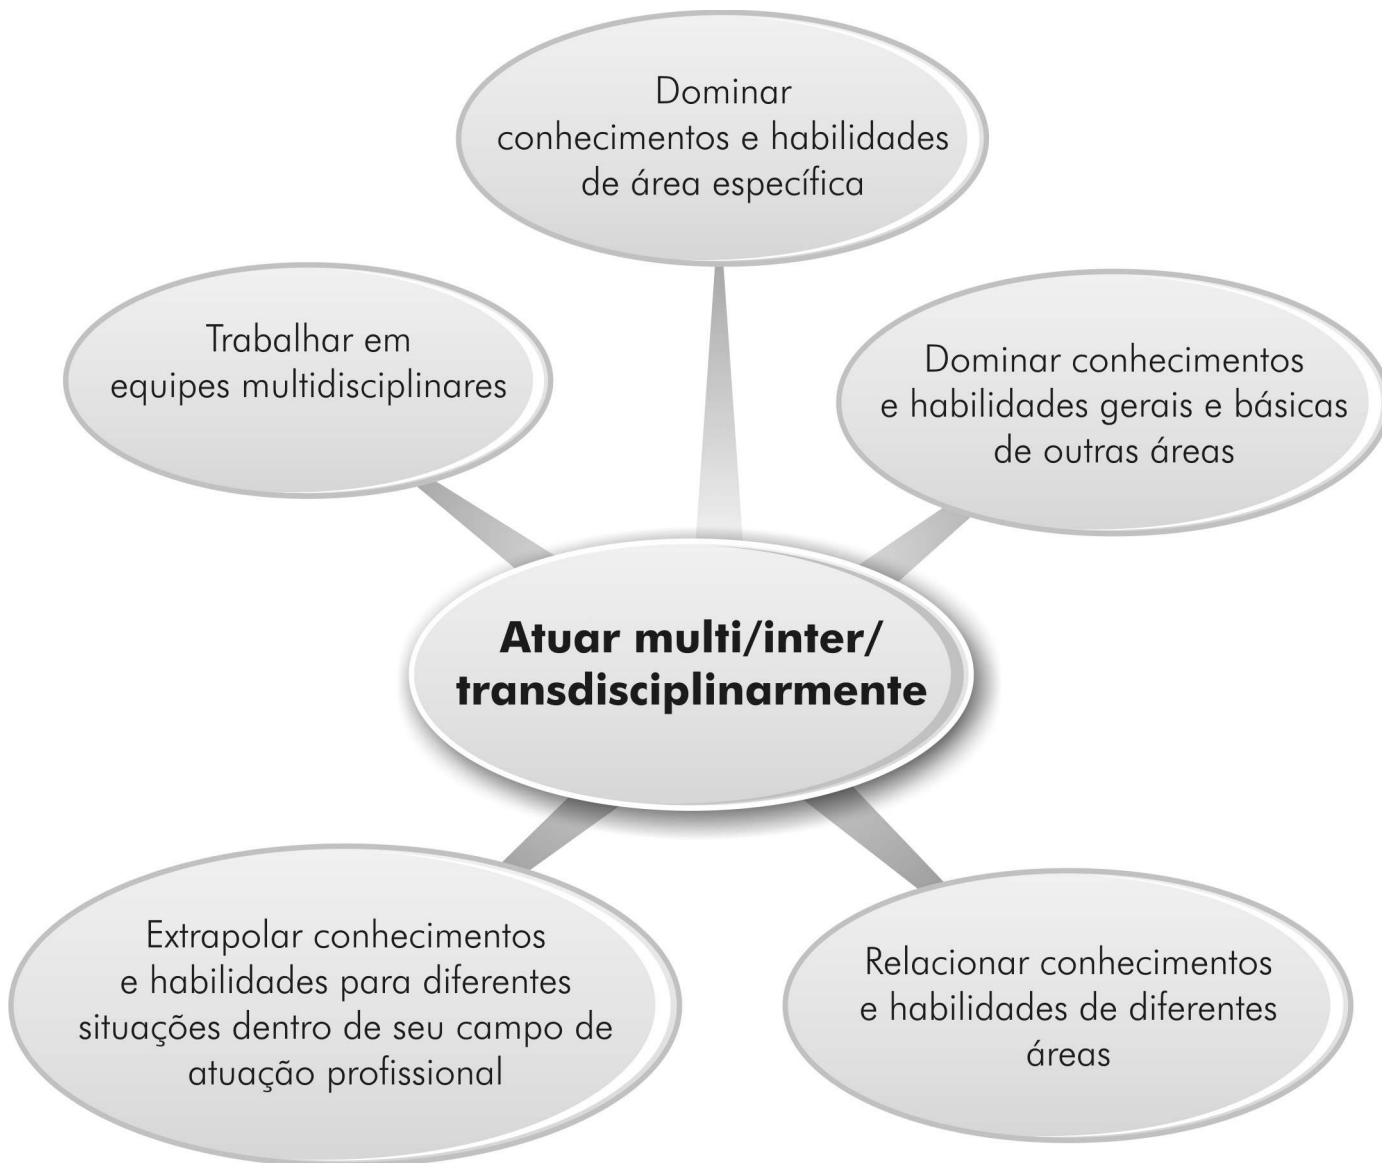 Dominar
conhecimentos e habilidades
de área específica
Trabalhar em
equipes multidisciplinares
Dominar conhecimentos
e habilidades gerais e básicas
de outras áreas
Atuar multi/inter/
transdisciplinarmente
Extrapolar conhecimentos
e habilidades para diferentes
situações dentro de seu campo de
atuação profissional
Relacionar conhecimentos
e habilidades de diferentes
áreas